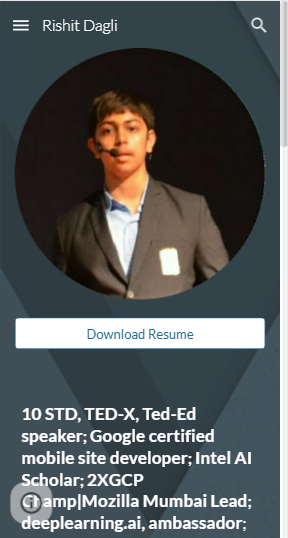 Rishit Dagli
Download Resume
10 STD, TED-X, Ted-Ed
speaker; Google certified
mobile site developer; Intel AI
Scholar; 2XGCP
Champ|Mozilla Mumbai Lead;
deeplearning.ai, ambassador;